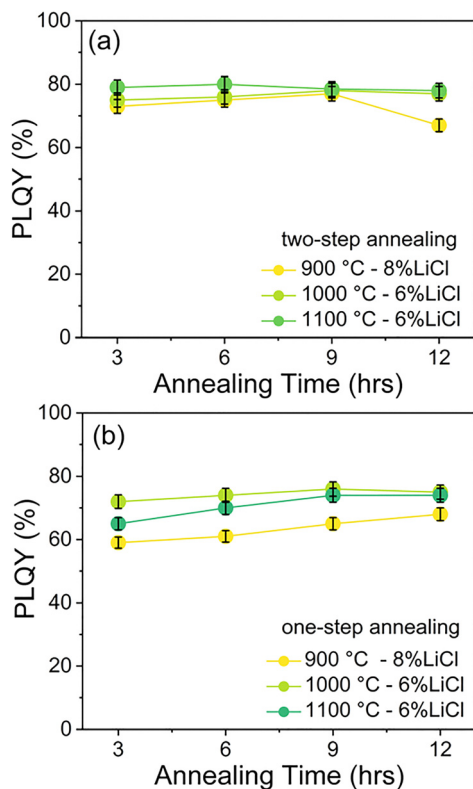 (a)
100
80
60
40
20
0
PLQY (%)
two-step annealing
900 °C - 8%LiCl
1000 °C - 6%LiCl
1100 °C - 6%LiCl
3 6 9 12
Annealing Time (hrs)
(b)
100
80
60
40
20
0
PLQY (%)
one-step annealing
900 °C - 8%LiCl
1000 °C - 6%LiCl
1100 °C - 6%LiCl
3 6 9 12
Annealing Time (hrs)